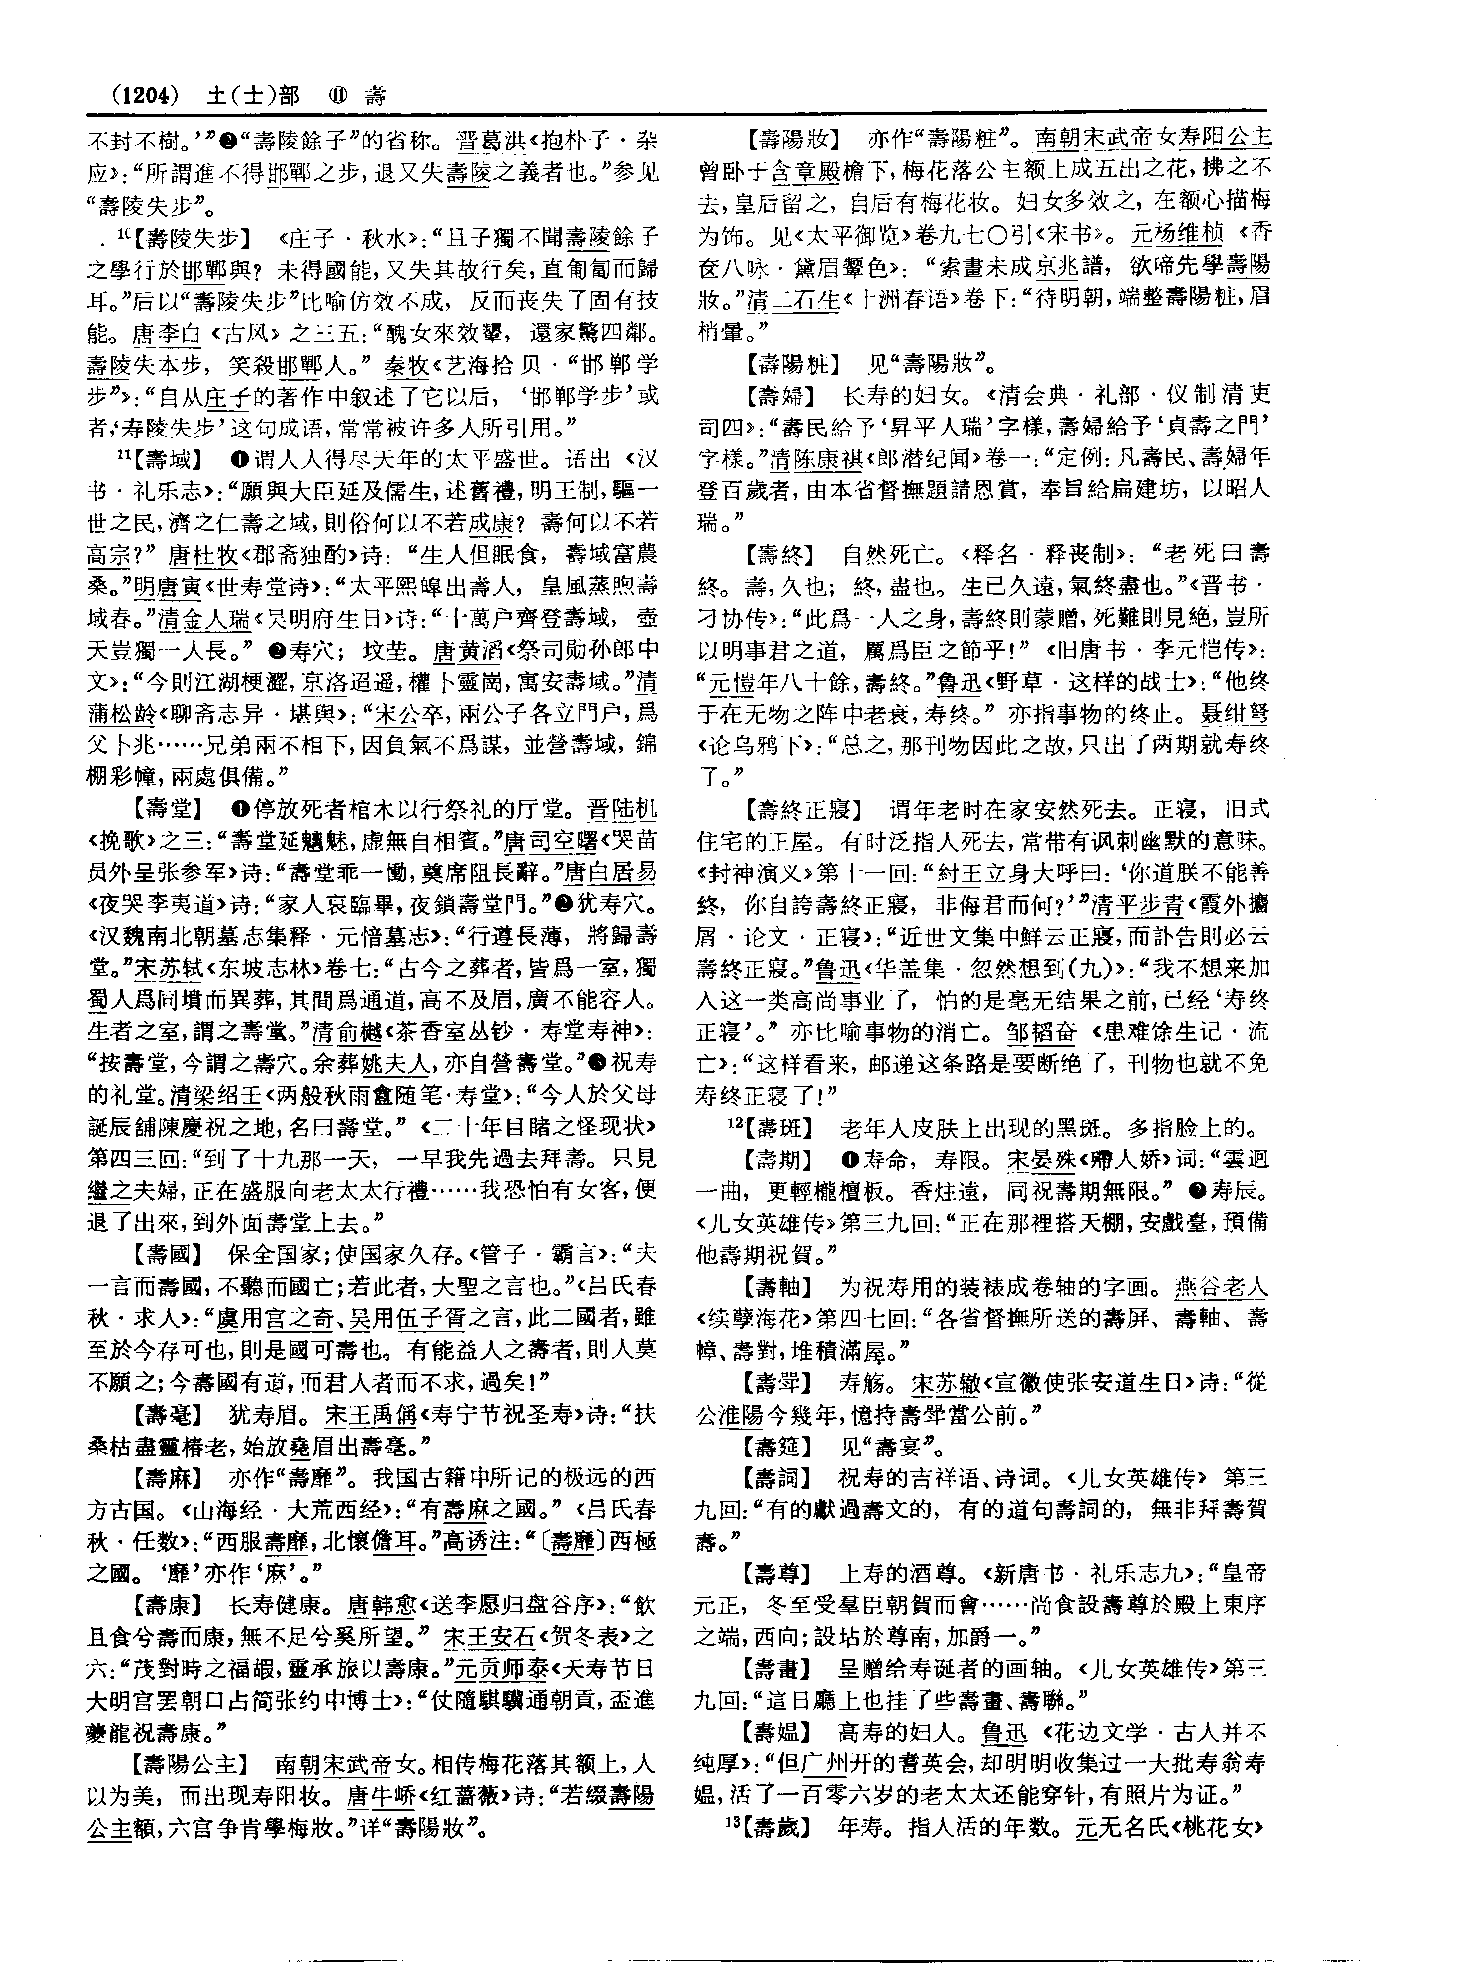 (1204) 土(士)部 ⑪ 壽
不封不樹。’”❷“壽陵餘子”的省称。晋葛洪《抱朴子·杂
应》：“所謂進不得邯鄲之步，退又失壽陵之義者也。”参见
“壽陵失步”。
10【壽陵失步】 《庄子·秋水》：“且子獨不聞壽陵餘子
之學行於邯鄲與？未得國能，又失其故行矣，直匍匐而歸
耳。”后以“壽陵失步”比喻仿效不成，反而丧失了固有技
能。唐李白《古风》之三五：“醜女來效顰，還家驚四鄰。
壽陵失本步，笑殺邯鄲人。”秦牧《艺海拾贝·“邯郸学
步”》：“自从庄子的著作中叙述了它以后，‘邯郸学步’或
者‘寿陵失步’这句成语，常常被许多人所引用。”
11【壽域】 ❶谓人人得尽天年的太平盛世。语出《汉
书·礼乐志》：“願與大臣延及儒生，述舊禮，明王制，驅一
世之民，濟之仁壽之域，則俗何以不若成康？壽何以不若
高宗？”唐杜牧《郡斋独酌》诗：“生人但眠食，壽域富農
桑。”明唐寅《世寿堂诗》：“太平熙皞出壽人，皇風蒸煦壽
域春。”清金人瑞《吴明府生日》诗：“十萬户齊登壽域，壺
天豈獨一人長。”❷寿穴；坟茔。唐黄滔《祭司勋孙郎中
文》：“今則江湖梗澀，京洛迢遥，權卜靈崗，寓安壽域。”清
蒲松龄《聊斋志异·堪舆》：“宋公卒，兩公子各立門户，爲
父卜兆……兄弟兩不相下，因負氣不爲謀，並營壽域，錦
棚彩幢，兩處俱備。”
【壽堂】 ❶停放死者棺木以行祭礼的厅堂。晋陆机
《挽歌》之三：“壽堂延魑魅，虚無自相賓。”唐司空曙《哭苗
员外呈张参军》诗：“壽堂乖一慟，奠席阻長辭。”唐白居易
《夜哭李夷道》诗：“家人哀臨畢，夜鎖壽堂門。”❷犹寿穴。
《汉魏南北朝墓志集释·元愔墓志》：“行遵長薄，將歸壽
堂。”宋苏轼《东坡志林》卷七：“古今之葬者，皆爲一室，獨
蜀人爲同墳而異葬，其間爲通道，高不及眉，廣不能容人。
生者之室，謂之壽堂。”清俞樾《茶香室丛钞·寿堂寿神》：
“按壽堂，今謂之壽穴。余葬姚夫人，亦自營壽堂。”❸祝寿
的礼堂。清梁绍壬《两般秋雨盦随笔·寿堂》：“今人於父母
誕辰鋪陳慶祝之地，名曰壽堂。”《二十年目睹之怪现状》
第四三回：“到了十九那一天，一早我先過去拜壽。只見
繼之夫婦，正在盛服向老太太行禮……我恐怕有女客，便
退了出來，到外面壽堂上去。”
【壽國】 保全国家；使国家久存。《管子·霸言》：“夫
一言而壽國，不聽而國亡；若此者，大聖之言也。”《吕氏春
秋·求人》：“虞用宫之奇、吴用伍子胥之言，此二國者，雖
至於今存可也，則是國可壽也。有能益人之壽者，則人莫
不願之；今壽國有道，而君人者而不求，過矣！”
【壽毫】 犹寿眉。宋王禹偁《寿宁节祝圣寿》诗：“扶
桑枯盡靈椿老，始放堯眉出壽毫。”
【壽麻】 亦作“壽靡”。我国古籍中所记的极远的西
方古国。《山海经·大荒西经》：“有壽麻之國。”《吕氏春
秋·任数》：“西服壽靡，北懷儋耳。”高诱注：“〔壽靡〕西極
之國。‘靡’亦作‘麻’。”
【壽康】 长寿健康。唐韩愈《送李愿归盘谷序》：“飲
且食兮壽而康，無不足兮奚所望。”宋王安石《贺冬表》之
六：“茂對時之福嘏，靈承旅以壽康。”元贡师泰《天寿节日
大明宫罢朝口占简张约中博士》：“仗隨騏驥通朝貢，盃進
夔龍祝壽康。”
【壽陽公主】 南朝宋武帝女。相传梅花落其额上，人
以为美，而出现寿阳妆。唐牛峤《红蔷薇》诗：“若缀壽陽
公主額，六宫争肯學梅妝。”详“壽陽妝”。
【壽陽妝】 亦作“壽陽粧”。南朝宋武帝女寿阳公主
曾卧于含章殿檐下，梅花落公主额上成五出之花，拂之不
去，皇后留之，自后有梅花妆。妇女多效之，在额心描梅
为饰。见《太平御览》卷九七〇引《宋书》。元杨维桢《香
奁八咏·黛眉颦色》：“索畫未成京兆譜，欲啼先學壽陽
妝。”清二石生《十洲春语》卷下：“待明朝，端整壽陽粧，眉
梢暈。”
【壽陽粧】 见“壽陽妝”。
【壽婦】 长寿的妇女。《清会典·礼部·仪制清吏
司四》：“壽民給予‘昇平人瑞’字樣，壽婦給予‘貞壽之門’
字様。”清陈康祺《郎潜纪闻》卷一：“定例：凡壽民、壽婦年
登百歲者，由本省督撫題請恩賞，奉旨給扁建坊，以昭人
瑞。”
【壽終】 自然死亡。《释名·释丧制》：“老死曰壽
終。壽，久也；終，盡也。生已久遠，氣終盡也。”《晋书·
刁协传》：“此爲一人之身，壽終則蒙贈，死難則見絶，豈所
以明事君之道，厲爲臣之節乎！”《旧唐书·李元恺传》：
“元愷年八十餘，壽終。”鲁迅《野草·这样的战士》：“他终
于在无物之阵中老衰，寿终。”亦指事物的终止。聂绀弩
《论乌鸦下》：“总之，那刊物因此之故，只出了两期就寿终
了。”
【壽終正寢】 谓年老时在家安然死去。正寝，旧式
住宅的正屋。有时泛指人死去，常带有讽刺幽默的意味。
《封神演义》第十一回：“紂王立身大呼曰：‘你道朕不能善
終，你自誇壽終正寢，非侮君而何？’”清平步青《霞外攟
屑·论文·正寝》：“近世文集中鮮云正寢，而訃告則必云
壽終正寢。”鲁迅《华盖集·忽然想到（九）》：“我不想来加
入这一类高尚事业了，怕的是毫无结果之前，已经‘寿终
正寝’。”亦比喻事物的消亡。邹韬奋《患难馀生记·流
亡》：“这样看来，邮递这条路是要断绝了，刊物也就不免
寿终正寝了！”
12【壽斑】 老年人皮肤上出现的黑斑。多指脸上的。
【壽期】 ❶寿命，寿限。宋晏殊《殢人娇》词：“雲迴
一曲，更輕櫳檀板。香炷遠，同祝壽期無限。”❷寿辰。
《儿女英雄传》第三九回：“正在那裡搭天棚，安戲臺，預備
他壽期祝賀。”
【壽軸】 为祝寿用的装裱成卷轴的字画。燕谷老人
《续孽海花》第四七回：“各省督撫所送的壽屏、壽軸、壽
幛、壽對，堆積滿屋。”
【壽斝】 寿觞。宋苏辙《宣徽使张安道生日》诗：“從
公淮陽今幾年，憶持壽斝當公前。”
【壽筵】 见“壽宴”。
【壽詞】 祝寿的吉祥语、诗词。《儿女英雄传》第三
九回：“有的獻過壽文的，有的道句壽詞的，無非拜壽賀
壽。”
【壽尊】 上寿的酒尊。《新唐书·礼乐志九》：“皇帝
元正，冬至受羣臣朝賀而會……尚食設壽尊於殿上東序
之端，西向；設坫於尊南，加爵一。”
【壽畫】 呈赠给寿诞者的画轴。《儿女英雄传》第三
九回：“這日廳上也挂了些壽畫、壽聯。”
【壽媪】 高寿的妇人。鲁迅《花边文学·古人并不
纯厚》：“但广州开的耆英会，却明明收集过一大批寿翁寿
媪，活了一百零六岁的老太太还能穿针，有照片为证。”
13【壽歲】 年寿。指人活的年数。元无名氏《桃花女》